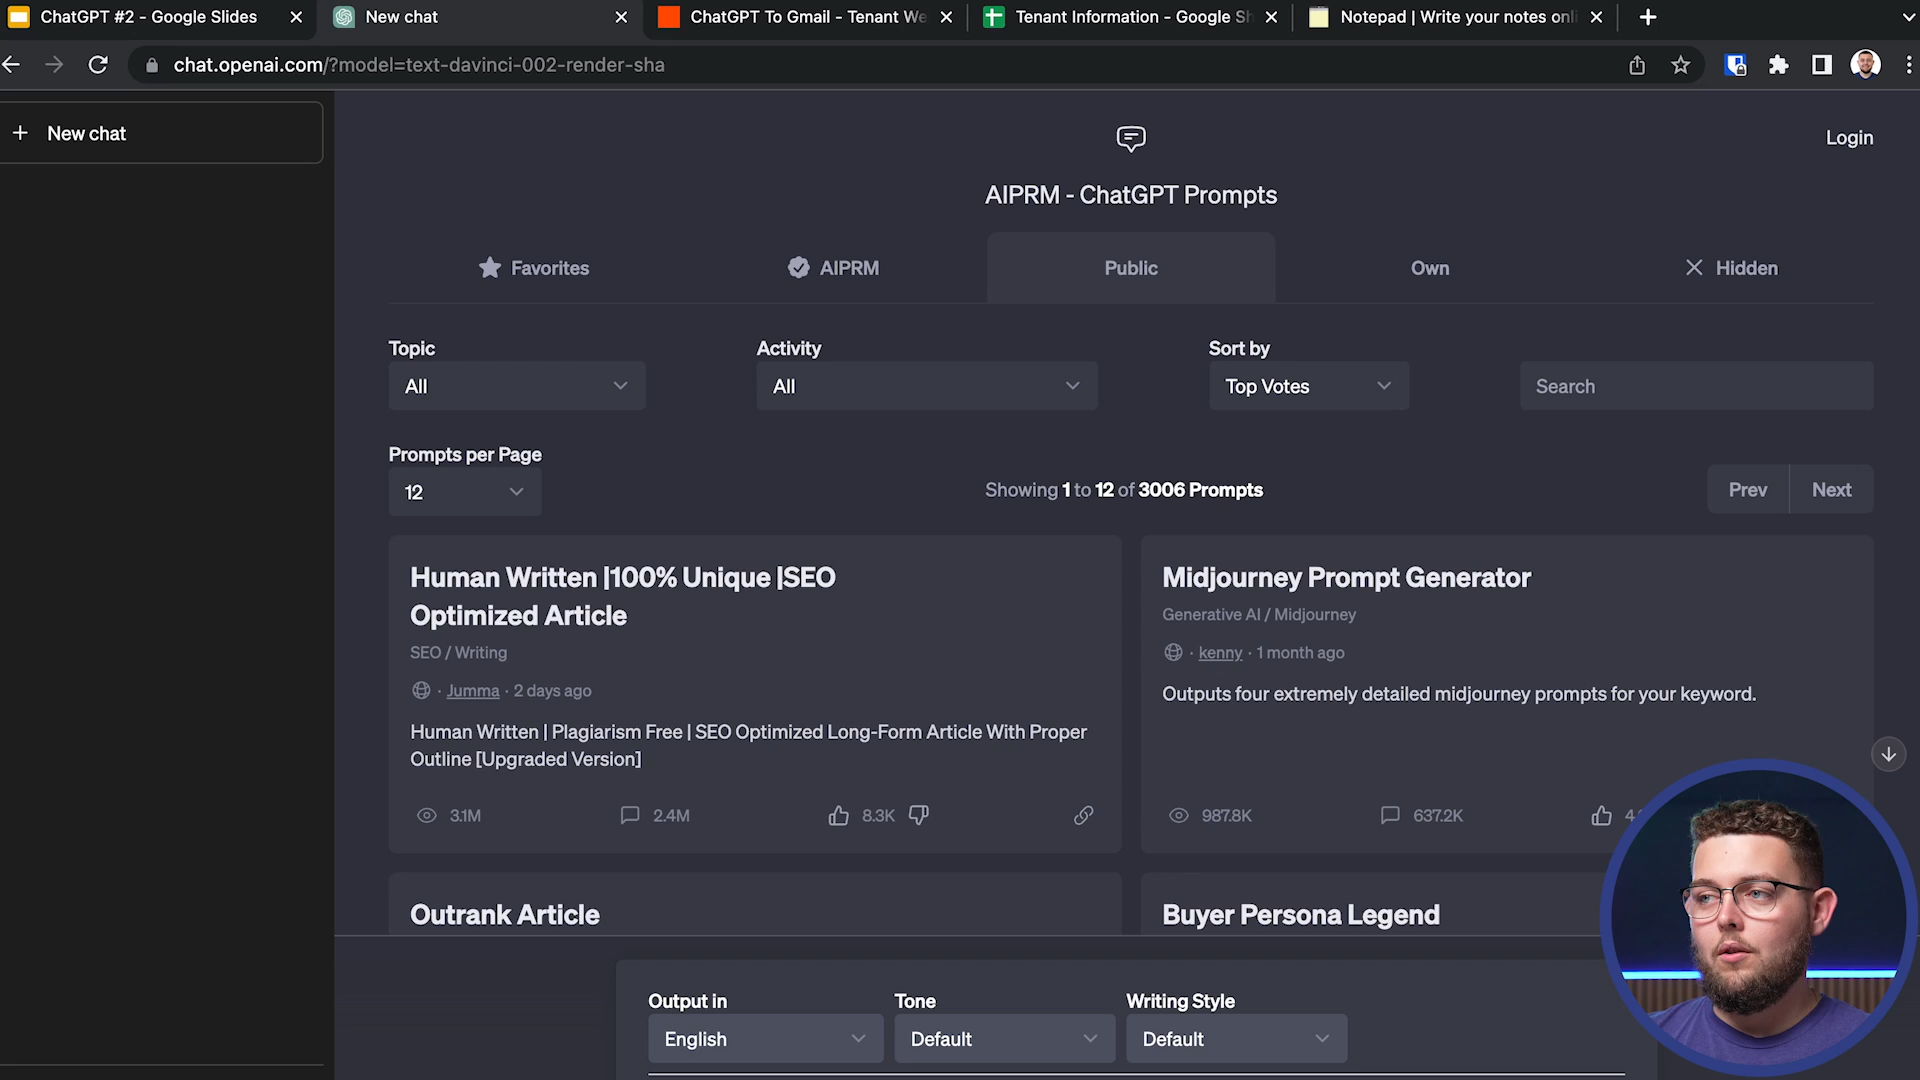 ChatGPT #2 - Google Slides
New chat
ChatGPT To Gmail - Tenant We
Tenant Information - Google Sh
Notepad | Write your notes onli
chat.openai.com/?model=text-davinci-002-render-sha
New chat
Login
AIPRM - ChatGPT Prompts
Favorites
AIPRM
Public
Own
Hidden
Topic
Activity
Sort by
All
All
Top Votes
Search
Prompts per Page
12
Showing 1 to 12 of 3006 Prompts
Prev
Next
Human Written |100% Unique |SEO
Optimized Article
SEO / Writing
· Jumma · 2 days ago
Human Written | Plagiarism Free | SEO Optimized Long-Form Article With Proper
Outline [Upgraded Version]
3.1M
2.4M
8.3K
Midjourney Prompt Generator
Generative AI / Midjourney
· kenny · 1 month ago
Outputs four extremely detailed midjourney prompts for your keyword.
987.8K
637.2K
Outrank Article
Buyer Persona Legend
Output in
Tone
Writing Style
English
Default
Default